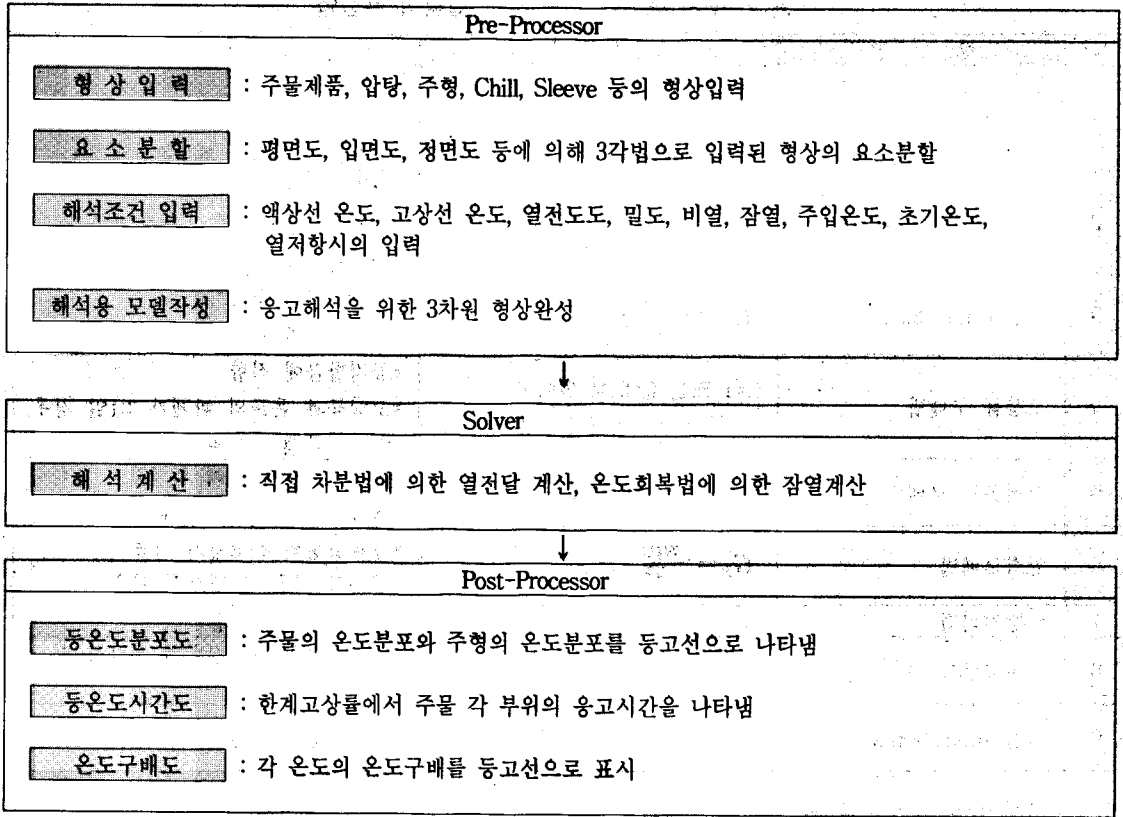 Pre-Processor
형 상 입 력 : 주물제품, 압탕, 주형, Chill, Sleeve 등의 형상입력
요 소 분 할 : 평면도, 입면도, 정면도 등에 의해 3각법으로 입력된 형상의 요소분할
해석조건 입력 : 액상선 온도, 고상선 온도, 열전도도, 밀도, 비열, 잠열, 주입온도, 초기온도,
열저항시의 입력
해석용 모델작성 : 응고해석을 위한 3차원 형상완성
↓
Solver
해 석 계 산 : 직접 차분법에 의한 열전달 계산, 온도회복법에 의한 잠열계산
↓
Post-Processor
등온도분포도 : 주물의 온도분포와 주형의 온도분포를 등고선으로 나타냄
등온도시간도 : 한계고상률에서 주물 각 부위의 응고시간을 나타냄
온도구배도 : 각 온도의 온도구배를 등고선으로 표시